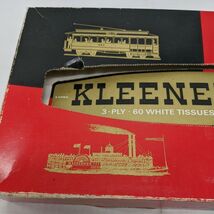 KLEENE
3-PLY · 60 WHITE TISSUES